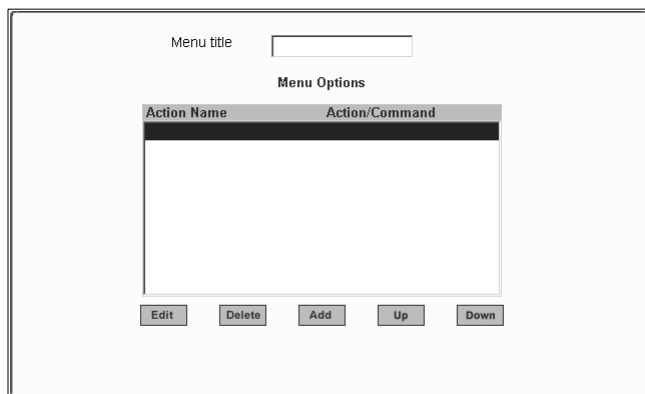 Menu title
Menu Options
Action Name Action/Command
Edit Delete Add Up Down